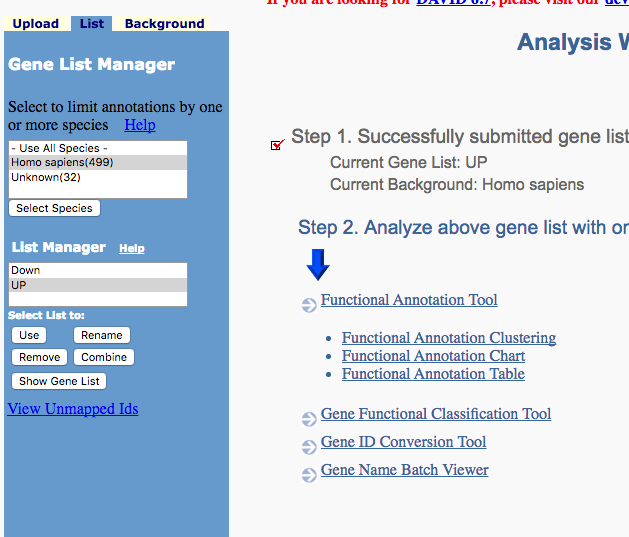 If you are looking for DAVID 6.7, please visit our dev
Upload List Background
Analysis W
Gene List Manager
Select to limit annotations by one
or more species Help
- Use All Species -
Homo sapiens(499)
Unknown(32)
Select Species
List Manager Help
Down
UP
Select List to:
Use Rename
Remove Combine
Show Gene List
View Unmapped Ids
Step 1. Successfully submitted gene list
Current Gene List: UP
Current Background: Homo sapiens
Step 2. Analyze above gene list with on
Functional Annotation Tool
Functional Annotation Clustering
Functional Annotation Chart
Functional Annotation Table
Gene Functional Classification Tool
Gene ID Conversion Tool
Gene Name Batch Viewer